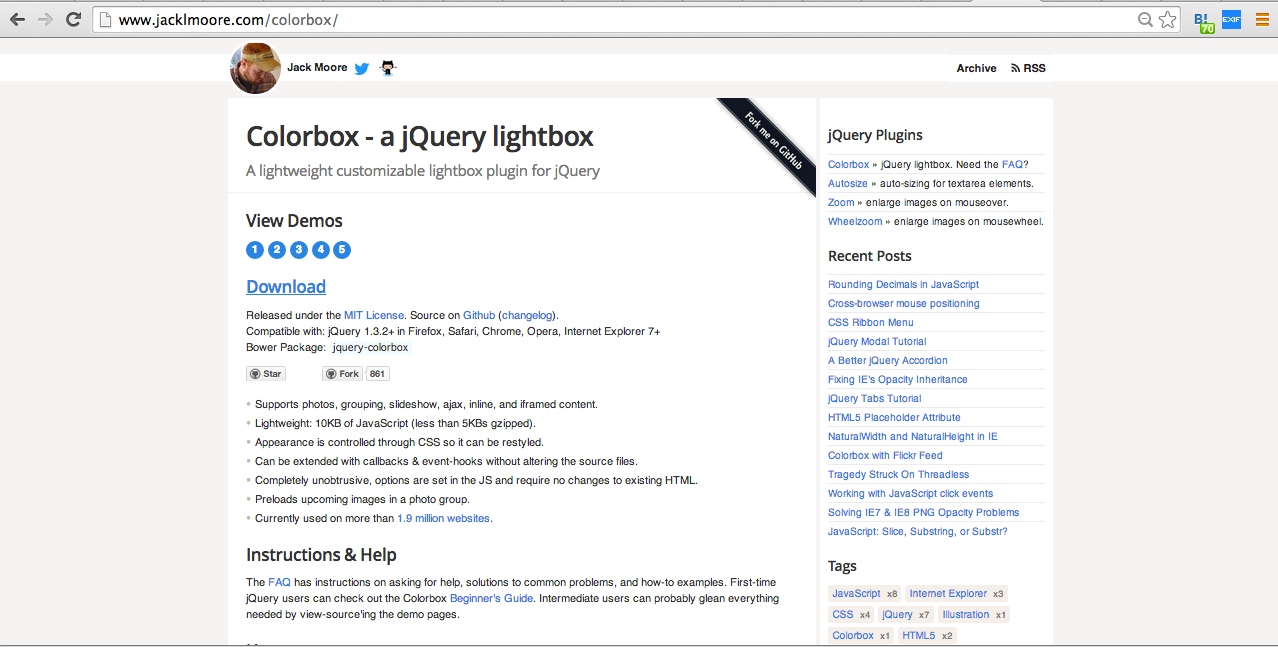 www.jacklmoore.com/colorbox/
B!
70
EXIF
Jack Moore
Archive
RSS
Colorbox - a jQuery lightbox
A lightweight customizable lightbox plugin for jQuery
Fork me on GitHub
View Demos
1 2 3 4 5
Download
Released under the MIT License. Source on Github (changelog).
Compatible with: jQuery 1.3.2+ in Firefox, Safari, Chrome, Opera, Internet Explorer 7+
Bower Package: jquery-colorbox
Star
Fork
861
• Supports photos, grouping, slideshow, ajax, inline, and iframed content.
• Lightweight: 10KB of JavaScript (less than 5KBs gzipped).
• Appearance is controlled through CSS so it can be restyled.
• Can be extended with callbacks & event-hooks without altering the source files.
• Completely unobtrusive, options are set in the JS and require no changes to existing HTML.
• Preloads upcoming images in a photo group.
• Currently used on more than 1.9 million websites.
Instructions & Help
The FAQ has instructions on asking for help, solutions to common problems, and how-to examples. First-time
jQuery users can check out the Colorbox Beginner's Guide. Intermediate users can probably glean everything
needed by view-source'ing the demo pages.
jQuery Plugins
Colorbox » jQuery lightbox. Need the FAQ?
Autosize » auto-sizing for textarea elements.
Zoom » enlarge images on mouseover.
Wheelzoom » enlarge images on mousewheel.
Recent Posts
Rounding Decimals in JavaScript
Cross-browser mouse positioning
CSS Ribbon Menu
jQuery Modal Tutorial
A Better jQuery Accordion
Fixing IE's Opacity Inheritance
jQuery Tabs Tutorial
HTML5 Placeholder Attribute
NaturalWidth and NaturalHeight in IE
Colorbox with Flickr Feed
Tragedy Struck On Threadless
Working with JavaScript click events
Solving IE7 & IE8 PNG Opacity Problems
JavaScript: Slice, Substring, or Substr?
Tags
JavaScript x8 Internet Explorer x3
CSS x4 jQuery x7 Illustration x1
Colorbox x1 HTML5 x2